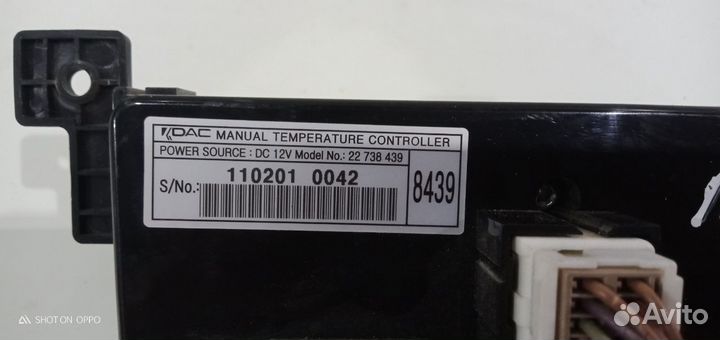 KDAC MANUAL TEMPERATURE CONTROLLER
POWER SOURCE : DC 12V Model No.: 22 738 439
110201 0042
S/No.:
8439
SHOT ON OPPO
Avito